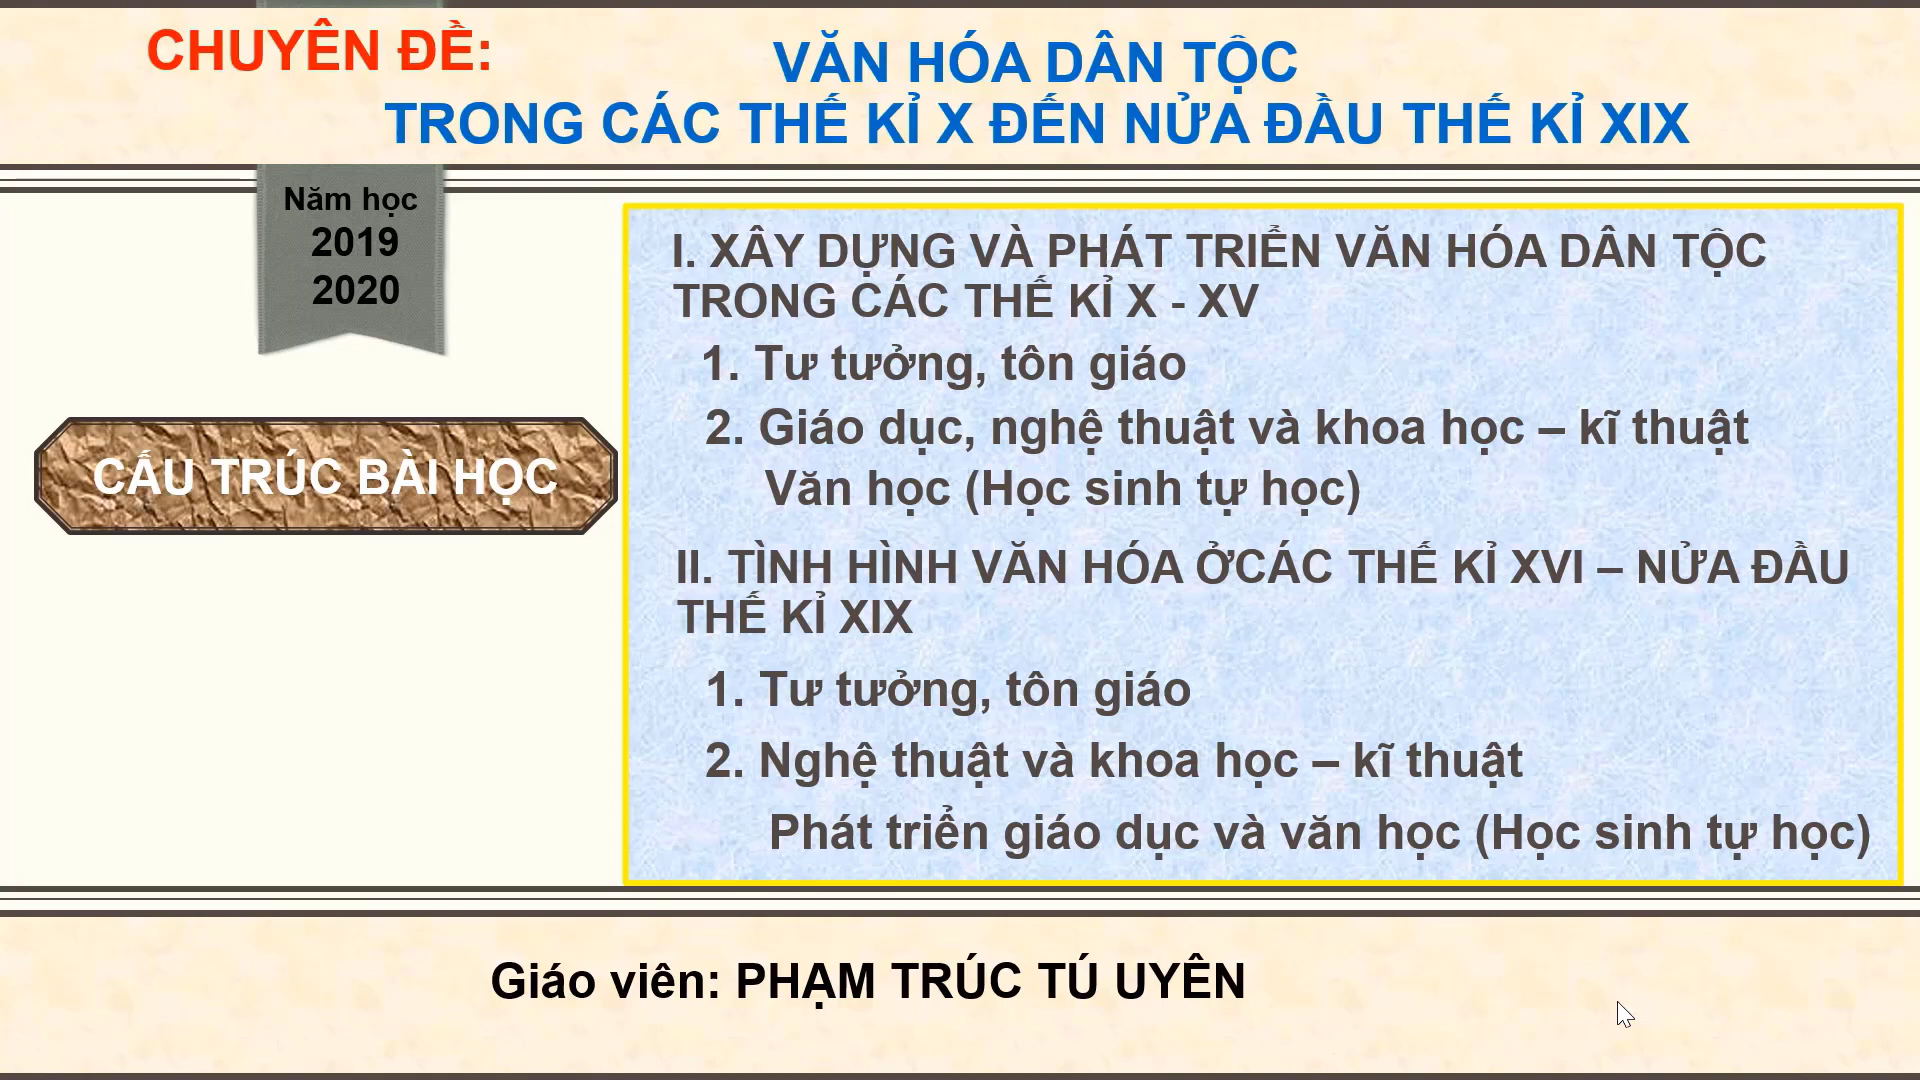 CHUYÊN ĐỀ:
VĂN HÓA DÂN TỘC
TRONG CÁC THẾ KỈ X ĐẾN NỬA ĐẦU THẾ KỈ XIX
Năm học
2019
2020
CẤU TRÚC BÀI HỌC
I. XÂY DỰNG VÀ PHÁT TRIỂN VĂN HÓA DÂN TỘC
TRONG CÁC THẾ KỈ X - XV
1. Tư tưởng, tôn giáo
2. Giáo dục, nghệ thuật và khoa học – kĩ thuật
Văn học (Học sinh tự học)
II. TÌNH HÌNH VĂN HÓA ỞCÁC THẾ KỈ XVI – NỬA ĐẦU
THẾ KỈ XIX
1. Tư tưởng, tôn giáo
2. Nghệ thuật và khoa học – kĩ thuật
Phát triển giáo dục và văn học (Học sinh tự học)
Giáo viên: PHẠM TRÚC TÚ UYÊN